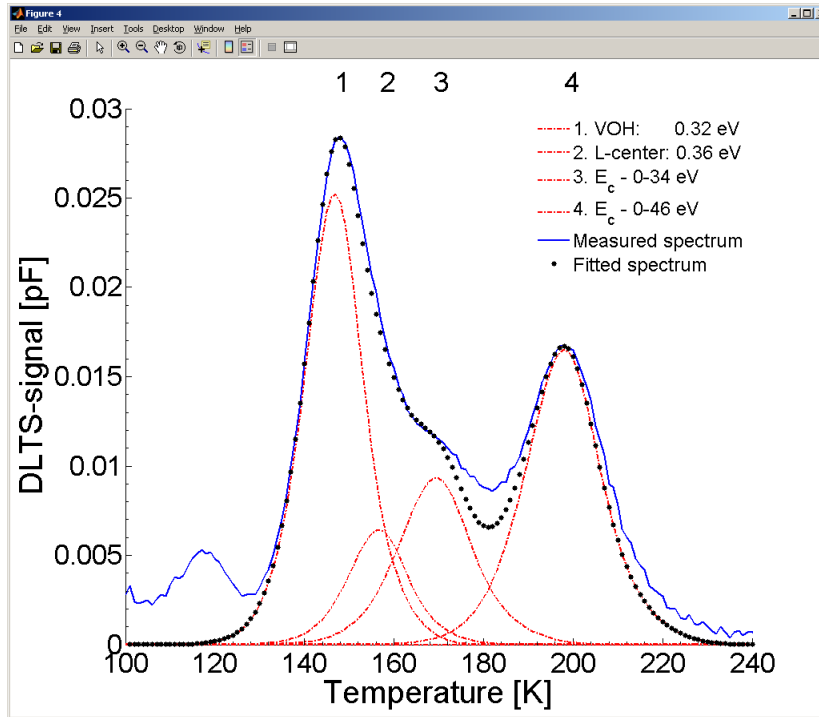 Figure 4
File Edit View Insert Tools Desktop Window Help
1 2 3 4
0.03
0.025
0.02
0.015
0.01
0.005
0
DLTS-signal [pF]
1. VOH: 0.32 eV
2. L-center: 0.36 eV
3. Ec - 0-34 eV
4. Ec - 0-46 eV
Measured spectrum
Fitted spectrum
100 120 140 160 180 200 220 240
Temperature [K]